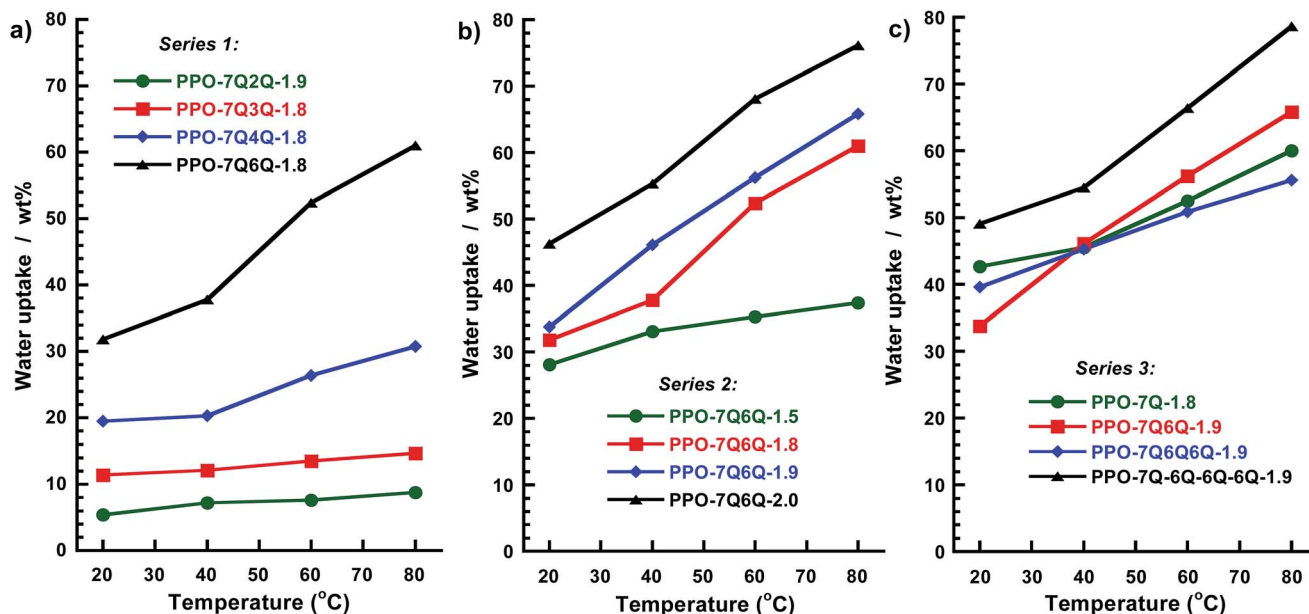 a)
Series 1:
PPO-7Q2Q-1.9
PPO-7Q3Q-1.8
PPO-7Q4Q-1.8
PPO-7Q6Q-1.8
Water uptake / wt%
80
70
60
50
40
30
20
10
0
20 30 40 50 60 70 80
Temperature (°C)
b)
Series 2:
PPO-7Q6Q-1.5
PPO-7Q6Q-1.8
PPO-7Q6Q-1.9
PPO-7Q6Q-2.0
Water uptake / wt%
80
70
60
50
40
30
20
10
0
20 30 40 50 60 70 80
Temperature (°C)
c)
Series 3:
PPO-7Q-1.8
PPO-7Q6Q-1.9
PPO-7Q6Q6Q-1.9
PPO-7Q-6Q-6Q-6Q-1.9
Water uptake / wt%
80
70
60
50
40
30
20
10
0
20 30 40 50 60 70 80
Temperature (°C)